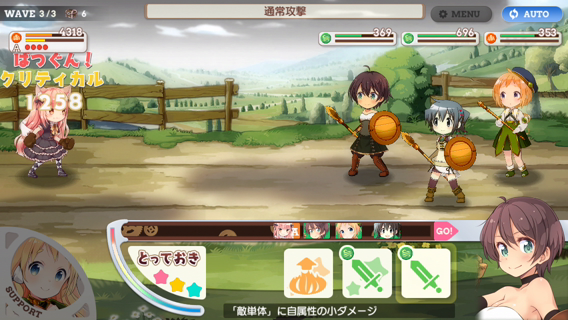 WAVE 3/3 6
通常攻撃
MENU
AUTO
4318
A
369
696
353
ばつぐん!
クリティカル
1258
GO!
とっておき
SUPPORT
「敵単体」に自属性の小ダメージ